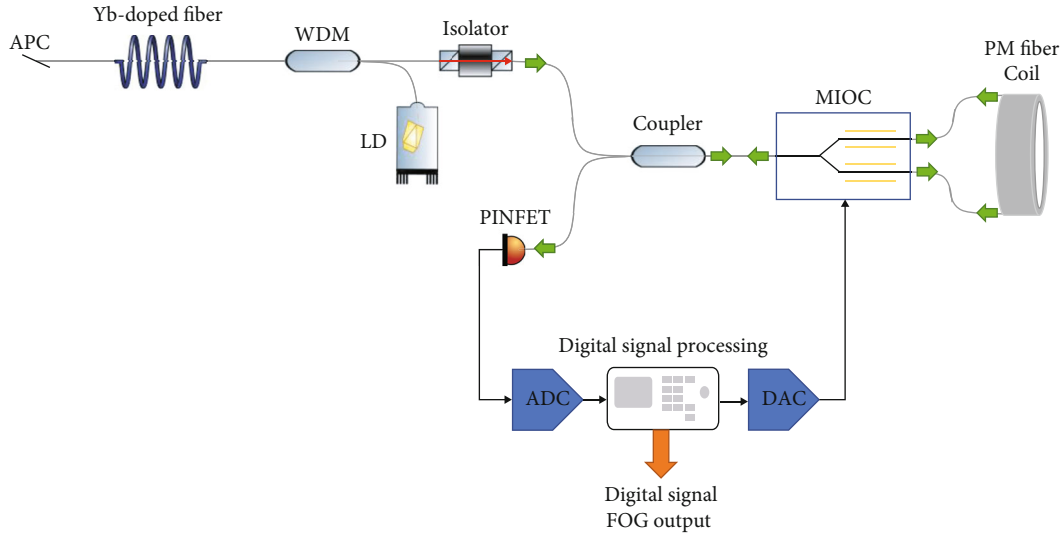 Yb-doped fiber
APC
WDM
Isolator
LD
PM fiber
Coil
MIOC
Coupler
PINFET
Digital signal processing
ADC
DAC
Digital signal
FOG output